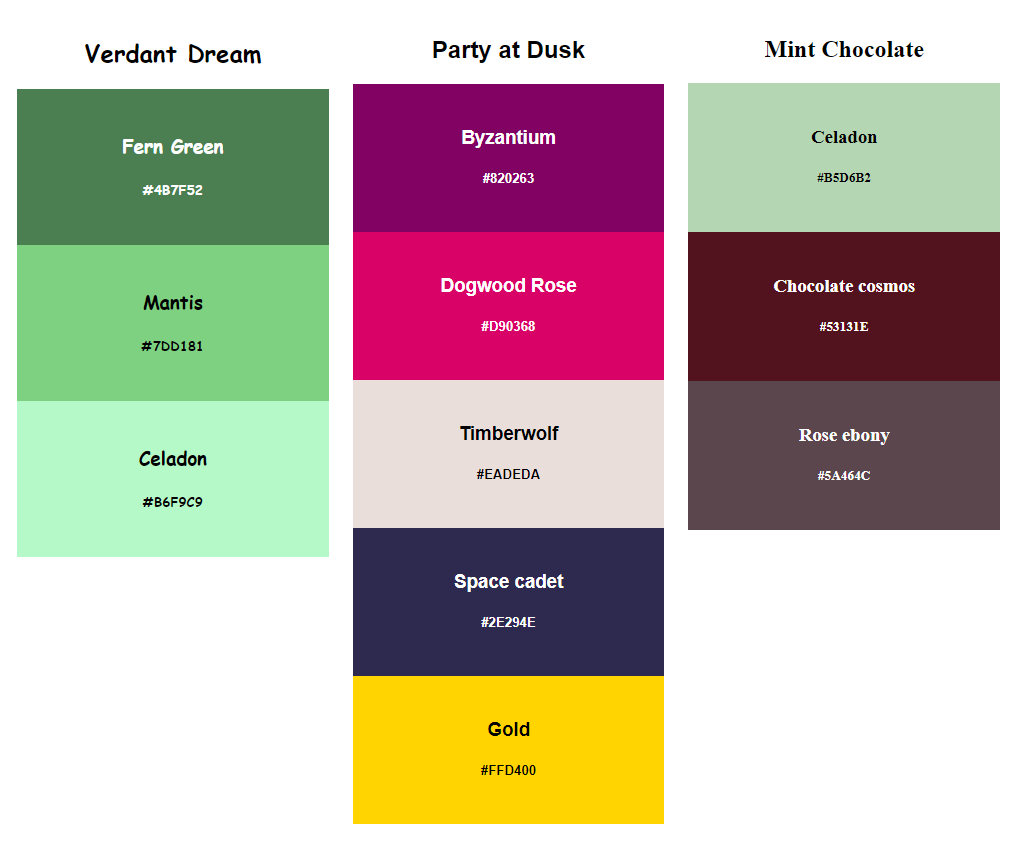 Verdant Dream
Fern Green
#4B7F52
Mantis
#7DD181
Celadon
#B6F9C9
Party at Dusk
Byzantium
#820263
Dogwood Rose
#D90368
Timberwolf
#EADEDA
Space cadet
#2E294E
Gold
#FFD400
Mint Chocolate
Celadon
#B5D6B2
Chocolate cosmos
#53131E
Rose ebony
#5A464C